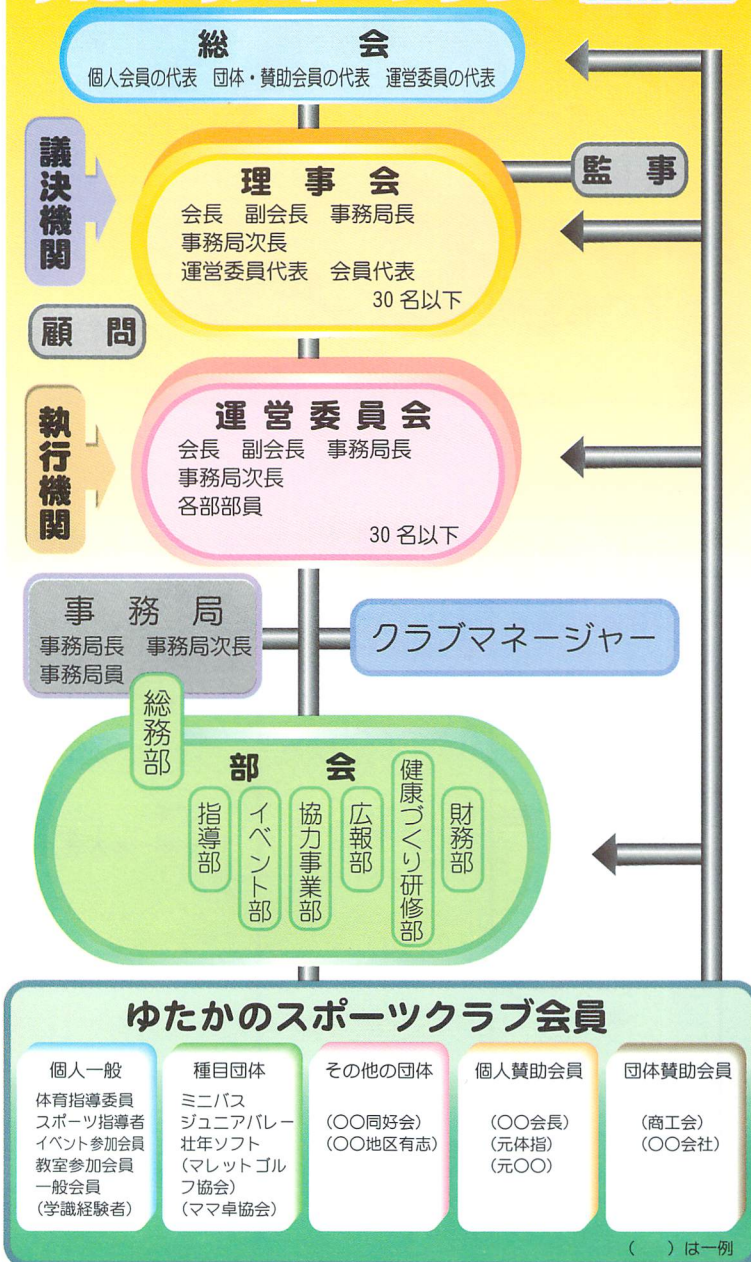 総会
個人会員の代表 団体・賛助会員の代表 運営委員の代表
議決機関
理事会
会長 副会長 事務局長
事務局次長
運営委員代表 会員代表
30名以下
監事
顧問
執行機関
運営委員会
会長 副会長 事務局長
事務局次長
各部部員
30名以下
事務局
事務局長 事務局次長
事務局員
クラブマネージャー
総務部
部会
指導部
イベント部
協力事業部
広報部
健康づくり研修部
財務部
ゆたかのスポーツクラブ会員
個人一般
体育指導委員
スポーツ指導者
イベント参加会員
教室参加会員
一般会員
(学識経験者)
種目団体
ミニバス
ジュニアバレー
壮年ソフト
(マレットゴル
フ協会)
(ママ卓協会)
その他の団体
(〇〇同好会)
(〇〇地区有志)
個人賛助会員
(〇〇会長)
(元体指)
(元〇〇)
団体賛助会員
(商工会)
(〇〇会社)
( )は一例